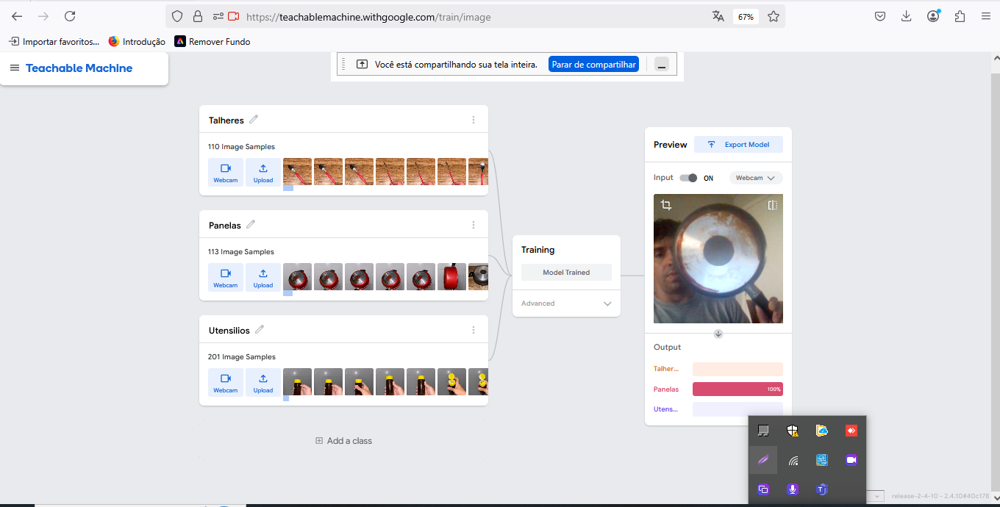 https://teachablemachine.withgoogle.com/train/image
67%
Importar favoritos...
Introdução
Remover Fundo
Teachable Machine
Você está compartilhando sua tela inteira.
Parar de compartilhar
Talheres
110 Image Samples
Webcam
Upload
Panelas
113 Image Samples
Webcam
Upload
Utensilios
201 Image Samples
Webcam
Upload
Add a class
Training
Model Trained
Advanced
Preview
Export Model
Input
ON
Webcam
Output
Talher...
Panelas
100%
Utens...
release-2-4-10 - 2.4.10#40c178